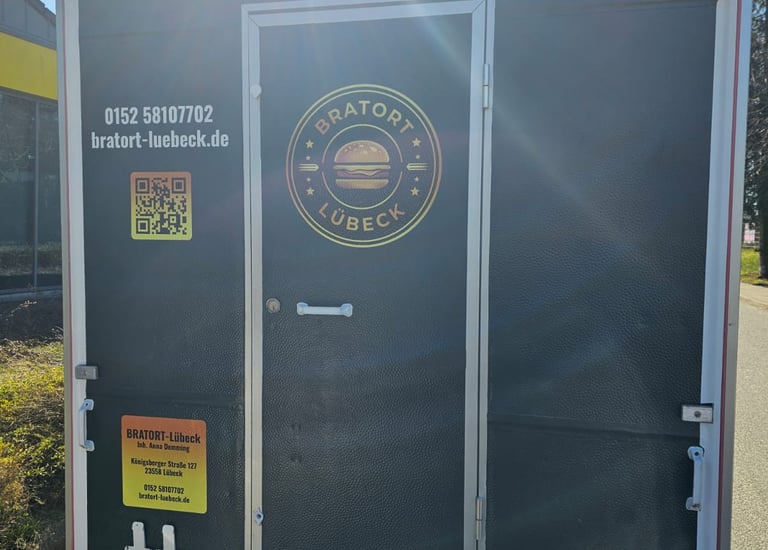 0152 58107702
bratort-luebeck.de
BRATORT
LÜBECK
BRATORT-Lübeck
Inh. Anna Demming
Königsberger Straße 127
23558 Lübeck
0152 58107702
bratort-luebeck.de